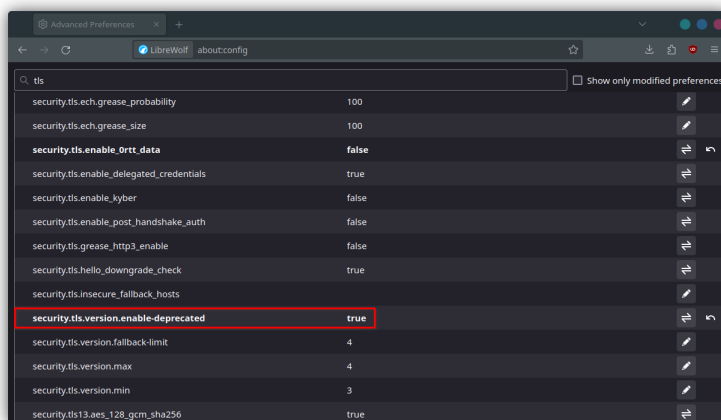 Advanced Preferences
LibreWolf about:config
tls Show only modified preferences
security.tls.ech.grease_probability 100
security.tls.ech.grease_size 100
security.tls.enable_0rtt_data false
security.tls.enable_delegated_credentials true
security.tls.enable_kyber false
security.tls.enable_post_handshake_auth false
security.tls.grease_http3_enable false
security.tls.hello_downgrade_check true
security.tls.insecure_fallback_hosts
security.tls.version.enable-deprecated true
security.tls.version.fallback-limit 4
security.tls.version.max 4
security.tls.version.min 3
security.tls13.aes_128_gcm_sha256 true